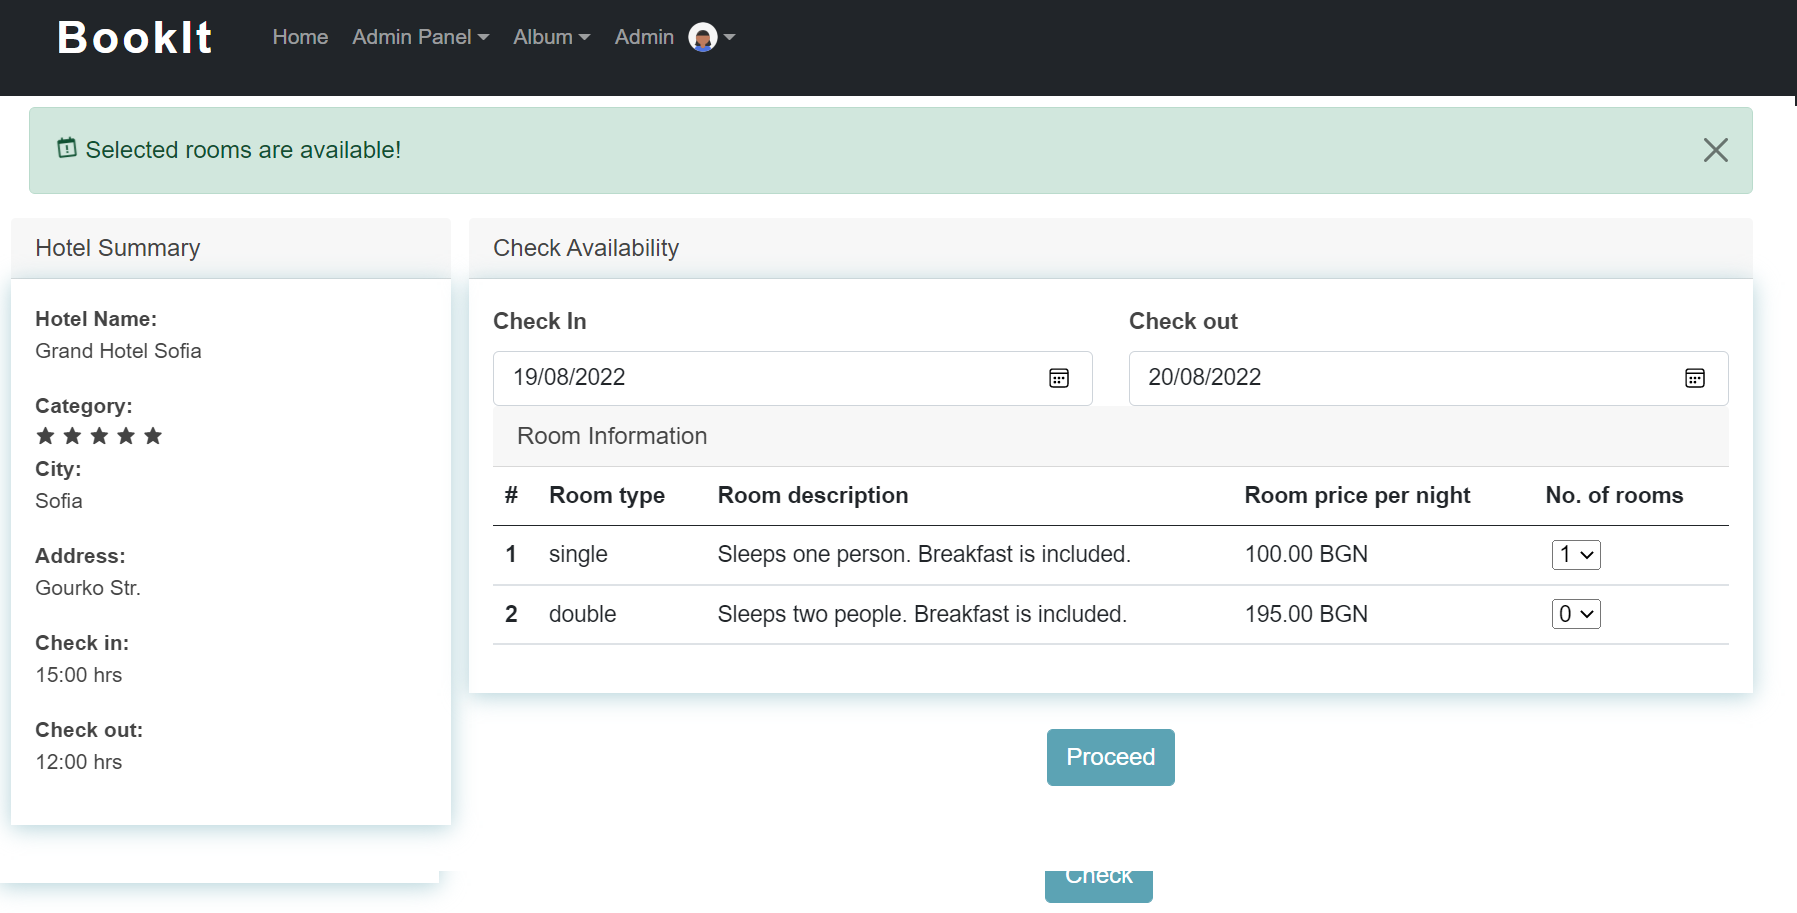 BookIt
Home Admin Panel Album Admin
Selected rooms are available!
Hotel Summary
Hotel Name:
Grand Hotel Sofia
Category:
City:
Sofia
Address:
Gourko Str.
Check in:
15:00 hrs
Check out:
12:00 hrs
Check Availability
Check In Check out
19/08/2022 20/08/2022
Room Information
# Room type Room description Room price per night No. of rooms
1 single Sleeps one person. Breakfast is included. 100.00 BGN 1
2 double Sleeps two people. Breakfast is included. 195.00 BGN 0
Proceed
Check